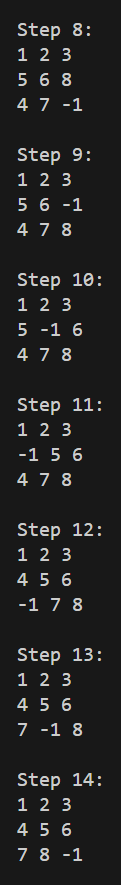 Step 8:
1 2 3
5 6 8
4 7 -1
Step 9:
1 2 3
5 6 -1
4 7 8
Step 10:
1 2 3
5 -1 6
4 7 8
Step 11:
1 2 3
-1 5 6
4 7 8
Step 12:
1 2 3
4 5 6
-1 7 8
Step 13:
1 2 3
4 5 6
7 -1 8
Step 14:
1 2 3
4 5 6
7 8 -1